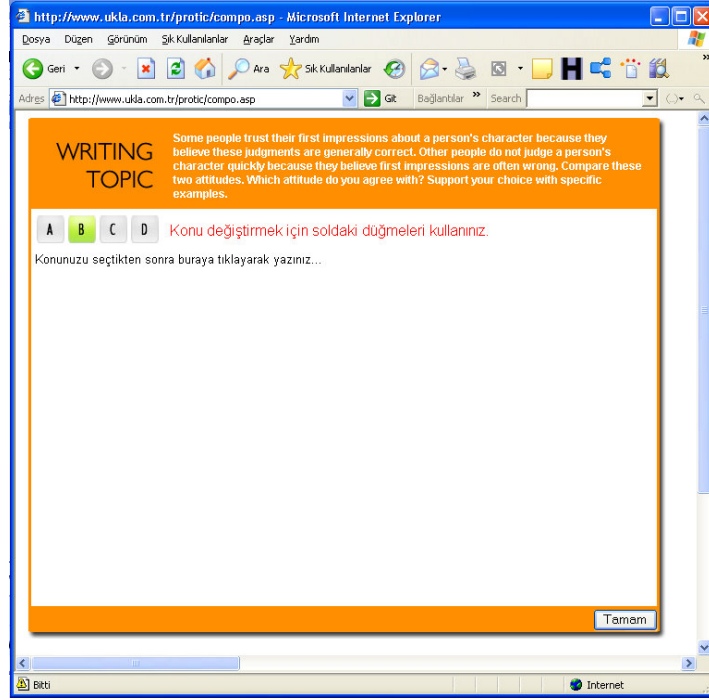 http://www.ukla.com.tr/protic/compo.asp - Microsoft Internet Explorer
Dosya Düzen Görünüm Sık Kullanılanlar Araçlar Yardım
Geri Ara Sık Kullanılanlar H
Adres http://www.ukla.com.tr/protic/compo.asp Git Bağlantılar » Search
WRITING
TOPIC
Some people trust their first impressions about a person's character because they
believe these judgments are generally correct. Other people do not judge a person's
character quickly because they believe first impressions are often wrong. Compare these
two attitudes. Which attitude do you agree with? Support your choice with specific
examples.
A B C D Konu değiştirmek için soldaki düğmeleri kullanınız.
Konunuzu seçtikten sonra buraya tıklayarak yazınız...
Tamam
Bitti Internet